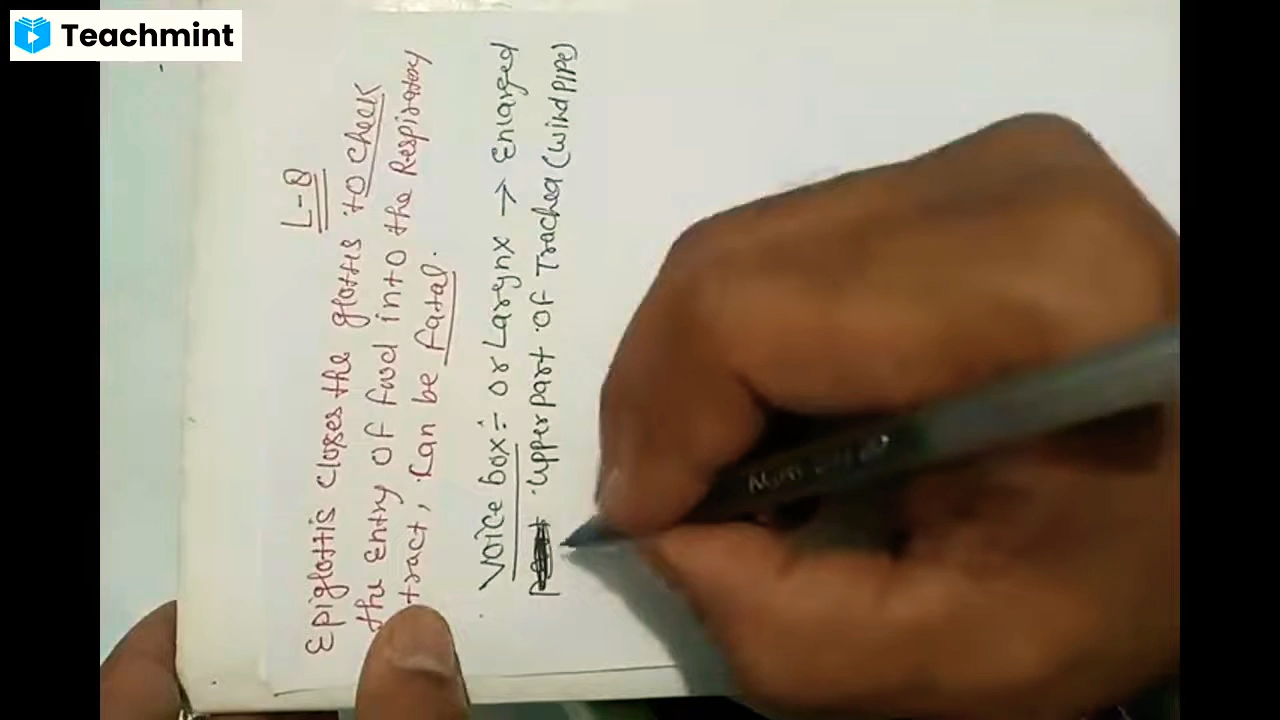 Teachmint
L-8
Epiglottis closes the glottis to check
the Entry of food into the Respiratory
tract, Can be fatal.
Voice box:- or Larynx → Enlarged
Upper part of Trachea (wind pipe)